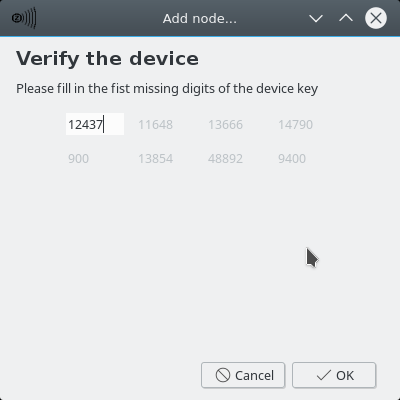 Add node...
Verify the device
Please fill in the fist missing digits of the device key
12437 11648 13666 14790
900 13854 48892 9400
Cancel OK